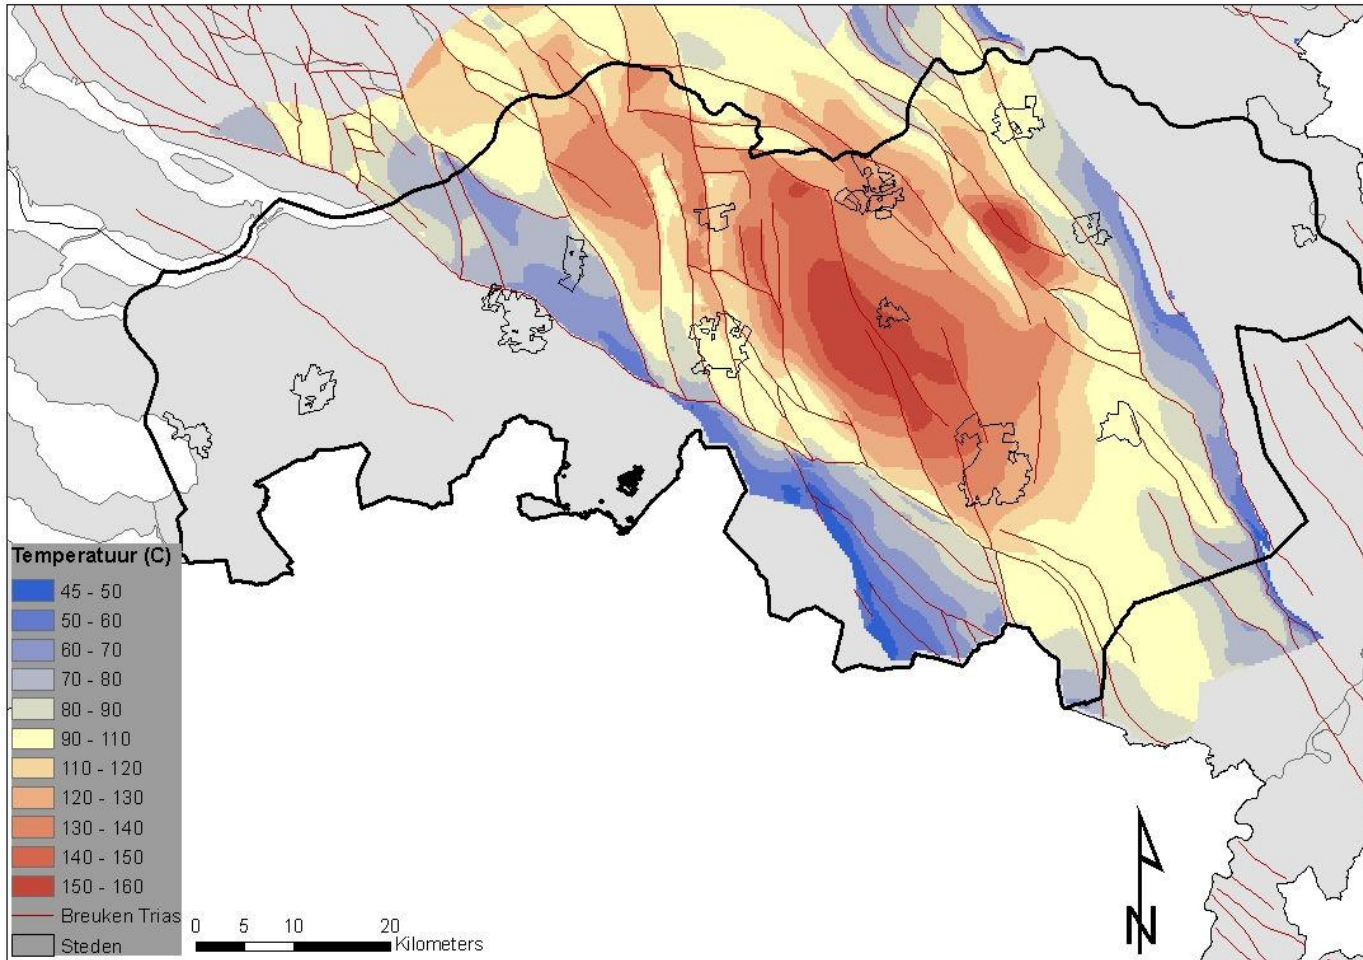 Temperatuur (C)
45 - 50
50 - 60
60 - 70
70 - 80
80 - 90
90 - 110
110 - 120
120 - 130
130 - 140
140 - 150
150 - 160
Breuken Trias
Steden
0 5 10 20
Kilometers
N